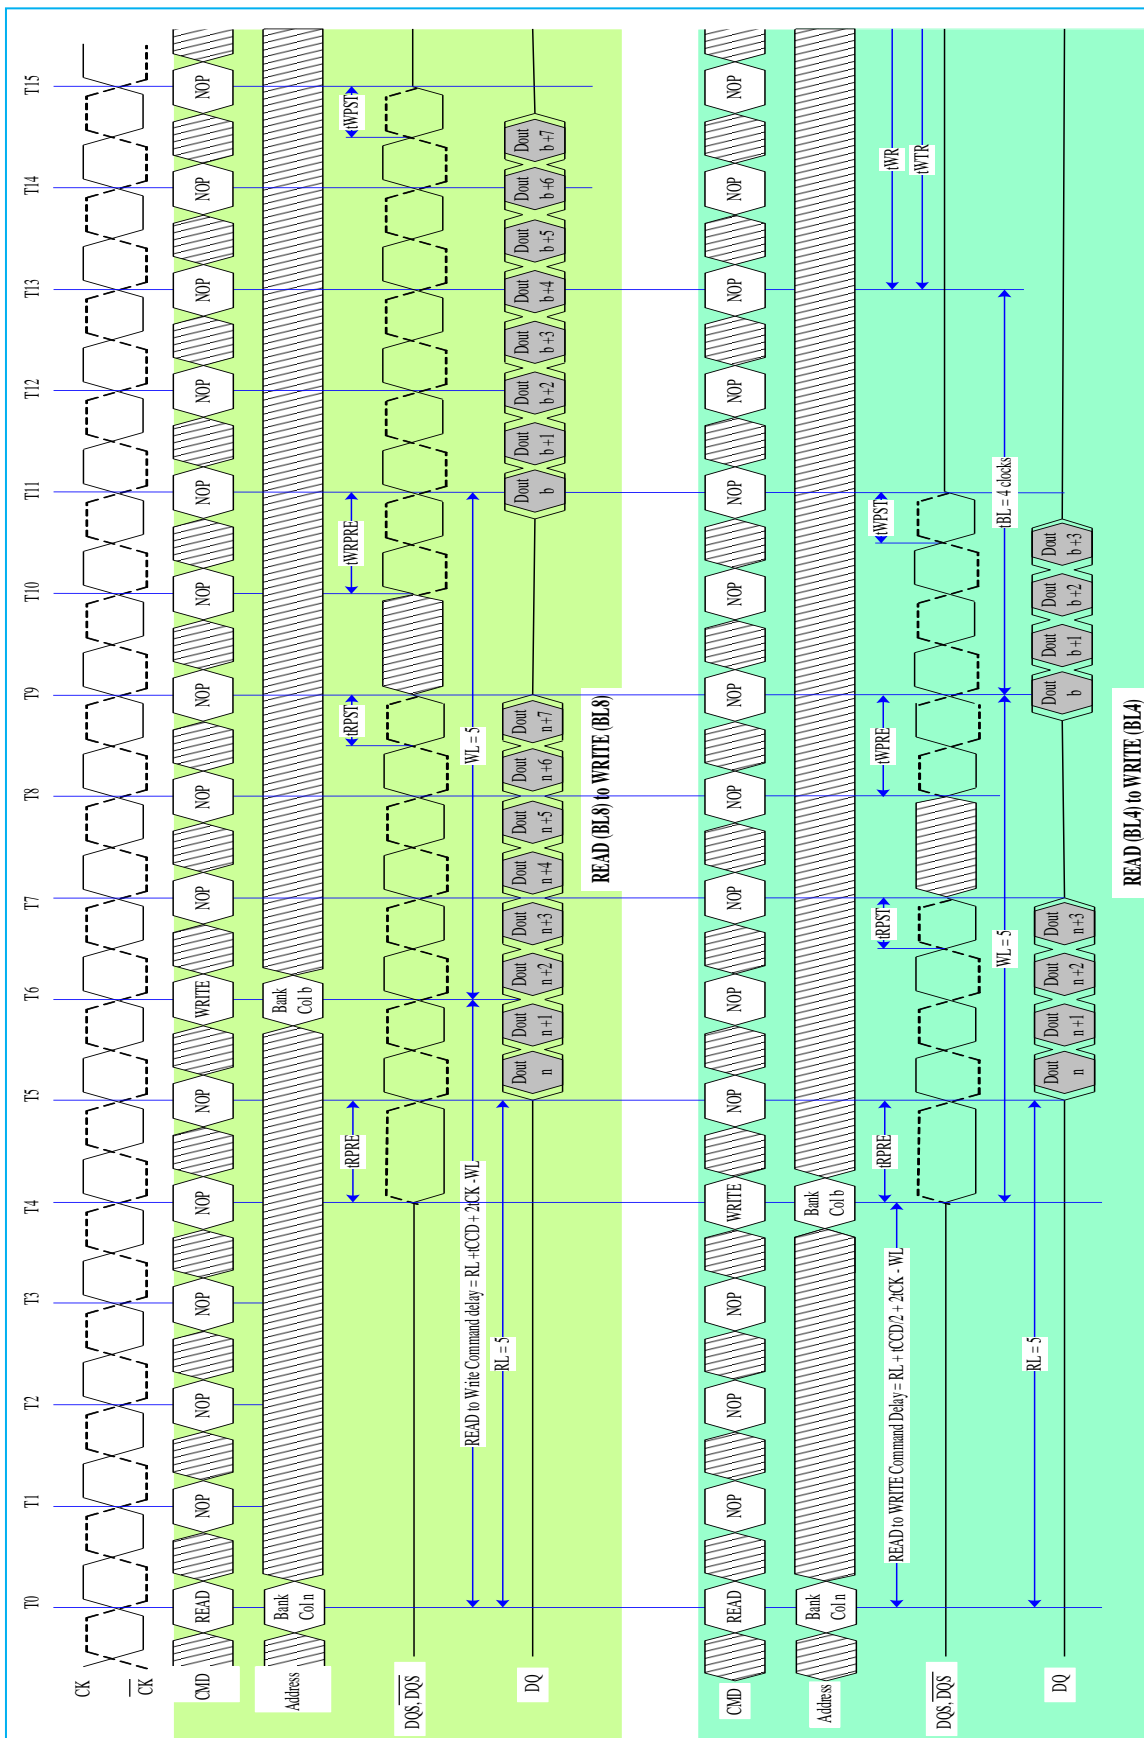 T0 T1 T2 T3 T4 T5 T6 T7 T8 T9 T10 T11 T12 T13 T14 T15
CK
CK
CMD READ NOP NOP NOP NOP NOP WRITE NOP NOP NOP NOP NOP NOP NOP NOP NOP
Address Bank Col n Bank Col b
tRPRE tRPST tWRPRE tWPST
DQS, DQS
READ to Write Command delay = RL +tCCD + 2tCK -WL WL = 5
RL = 5
DQ Dout n Dout n+1 Dout n+2 Dout n+3 Dout n+4 Dout n+5 Dout n+6 Dout n+7 Dout b Dout b+1 Dout b+2 Dout b+3 Dout b+4 Dout b+5 Dout b+6 Dout b+7
READ (BL8) to WRITE (BL8)
CMD READ NOP NOP NOP WRITE NOP NOP NOP NOP NOP NOP NOP NOP NOP NOP NOP
Address Bank Col n Bank Col b
tRPRE tRPST tWPRE tWPST
READ to WRITE Command Delay = RL + tCCD/2 + 2tCK - WL tWR
tWTR
DQS, DQS
WL = 5 tBL = 4 clocks
RL = 5
DQ Dout n Dout n+1 Dout n+2 Dout n+3 Dout b Dout b+1 Dout b+2 Dout b+3
READ (BL4) to WRITE (BL4)